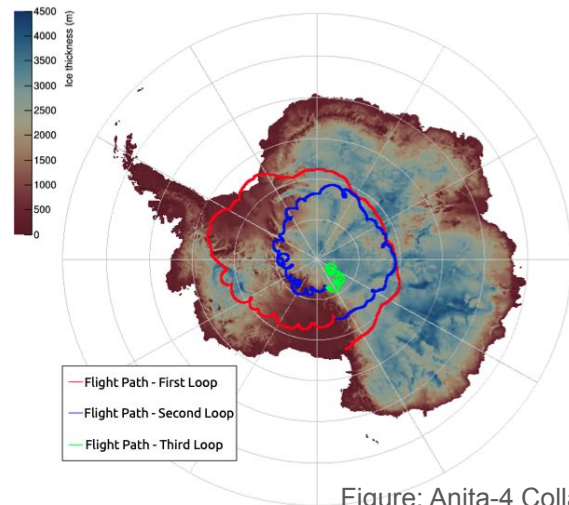 4500
4000
3500
3000
2500
2000
1500
1000
500
0
Ice thickness (m)
Flight Path - First Loop
Flight Path - Second Loop
Flight Path - Third Loop
Figure: Anita-4 Colla